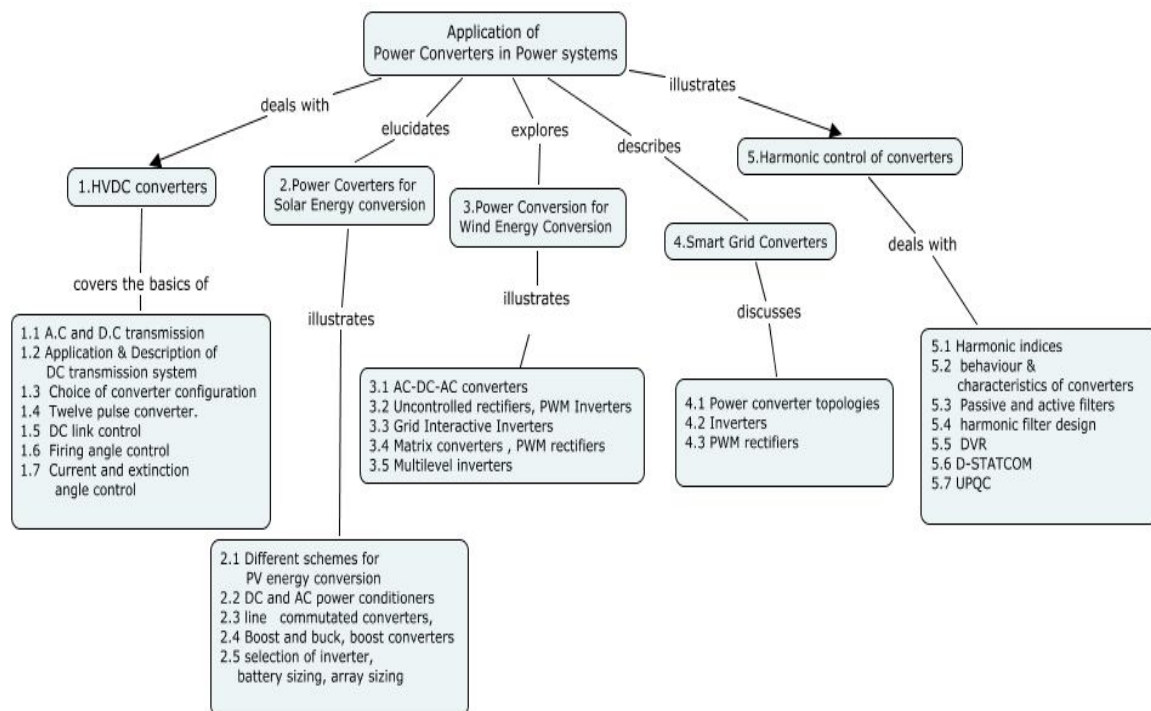 Application of
Power Converters in Power systems
deals with
elucidates
explores
describes
illustrates
1.HVDC converters
2.Power Coverters for
Solar Energy conversion
3.Power Conversion for
Wind Energy Conversion
4.Smart Grid Converters
5.Harmonic control of converters
covers the basics of
illustrates
illustrates
discusses
deals with
1.1 A.C and D.C transmission
1.2 Application & Description of
DC transmission system
1.3 Choice of converter configuration
1.4 Twelve pulse converter.
1.5 DC link control
1.6 Firing angle control
1.7 Current and extinction
angle control
2.1 Different schemes for
PV energy conversion
2.2 DC and AC power conditioners
2.3 line commutated converters,
2.4 Boost and buck, boost converters
2.5 selection of inverter,
battery sizing, array sizing
3.1 AC-DC-AC converters
3.2 Uncontrolled rectifiers, PWM Inverters
3.3 Grid Interactive Inverters
3.4 Matrix converters , PWM rectifiers
3.5 Multilevel inverters
4.1 Power converter topologies
4.2 Inverters
4.3 PWM rectifiers
5.1 Harmonic indices
5.2 behaviour &
characteristics of converters
5.3 Passive and active filters
5.4 harmonic filter design
5.5 DVR
5.6 D-STATCOM
5.7 UPQC